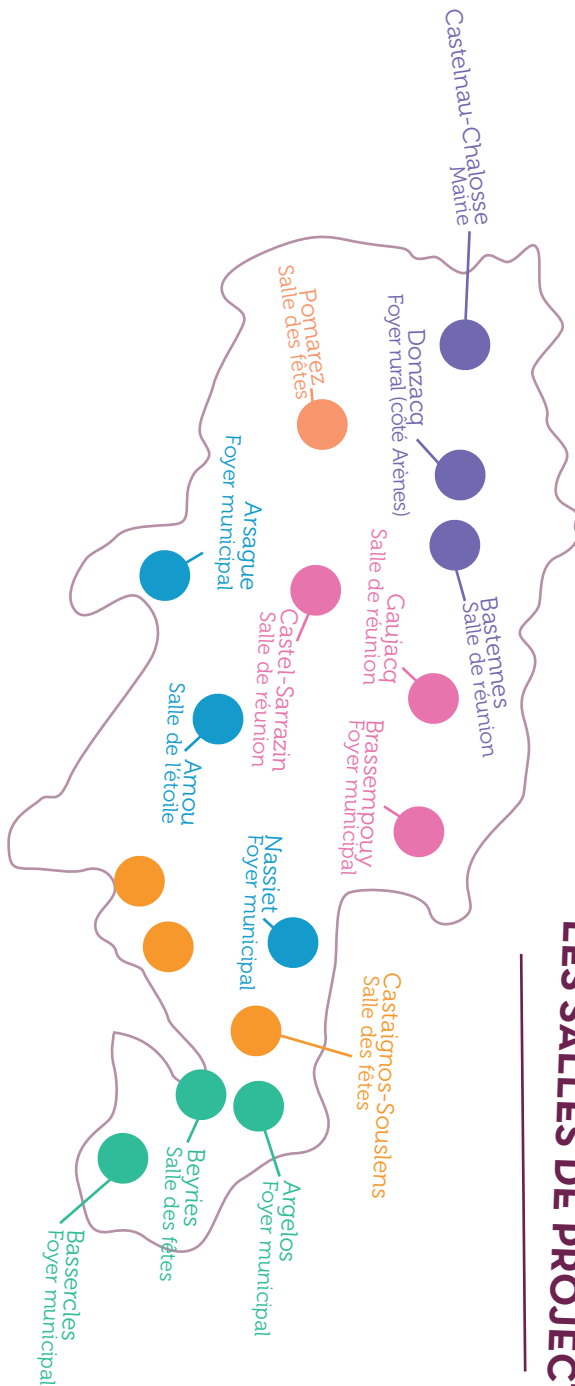 LES SALLES DE PROJEC
Castelnau-Chalosse
Mairie
Donzacq
Foyer rural (côté Arènes)
Bastennes
Salle de réunion
Pomarez
Salle des fêtes
Gaujacq
Salle de réunion
Arsague
Foyer municipal
Castel-Sarrazin
Salle de réunion
Brassempouy
Foyer municipal
Amou
Salle de l'étoile
Nassiet
Foyer municipal
Castaignos-Souslens
Salle des fêtes
Argelos
Foyer municipal
Beyries
Salle des fêtes
Bassercles
Foyer municipal